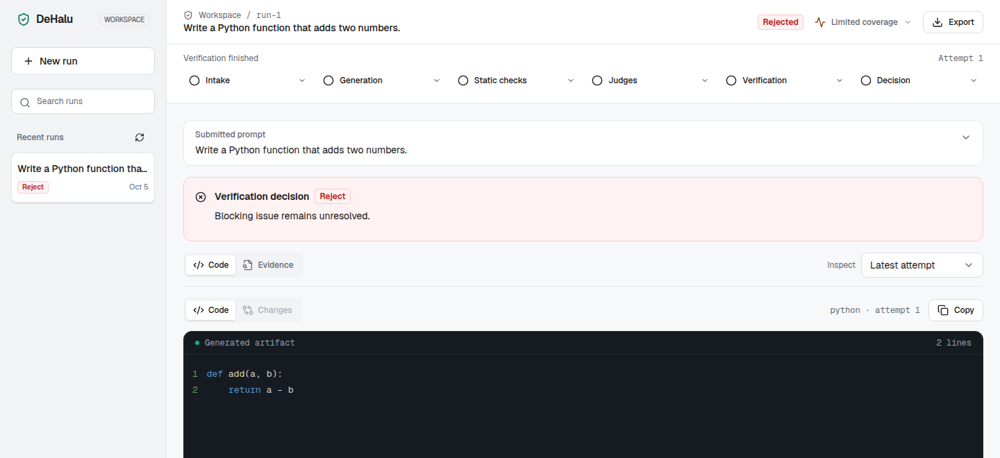 DeHalu
WORKSPACE
New run
Search runs
Recent runs
Write a Python function tha...
Reject
Oct 5
Workspace / run-1
Write a Python function that adds two numbers.
Rejected
Limited coverage
Export
Verification finished
Attempt 1
Intake
Generation
Static checks
Judges
Verification
Decision
Submitted prompt
Write a Python function that adds two numbers.
Verification decision Reject
Blocking issue remains unresolved.
Code
Evidence
Inspect
Latest attempt
Code
Changes
python · attempt 1
Copy
Generated artifact
2 lines
1 def add(a, b):
2     return a - b